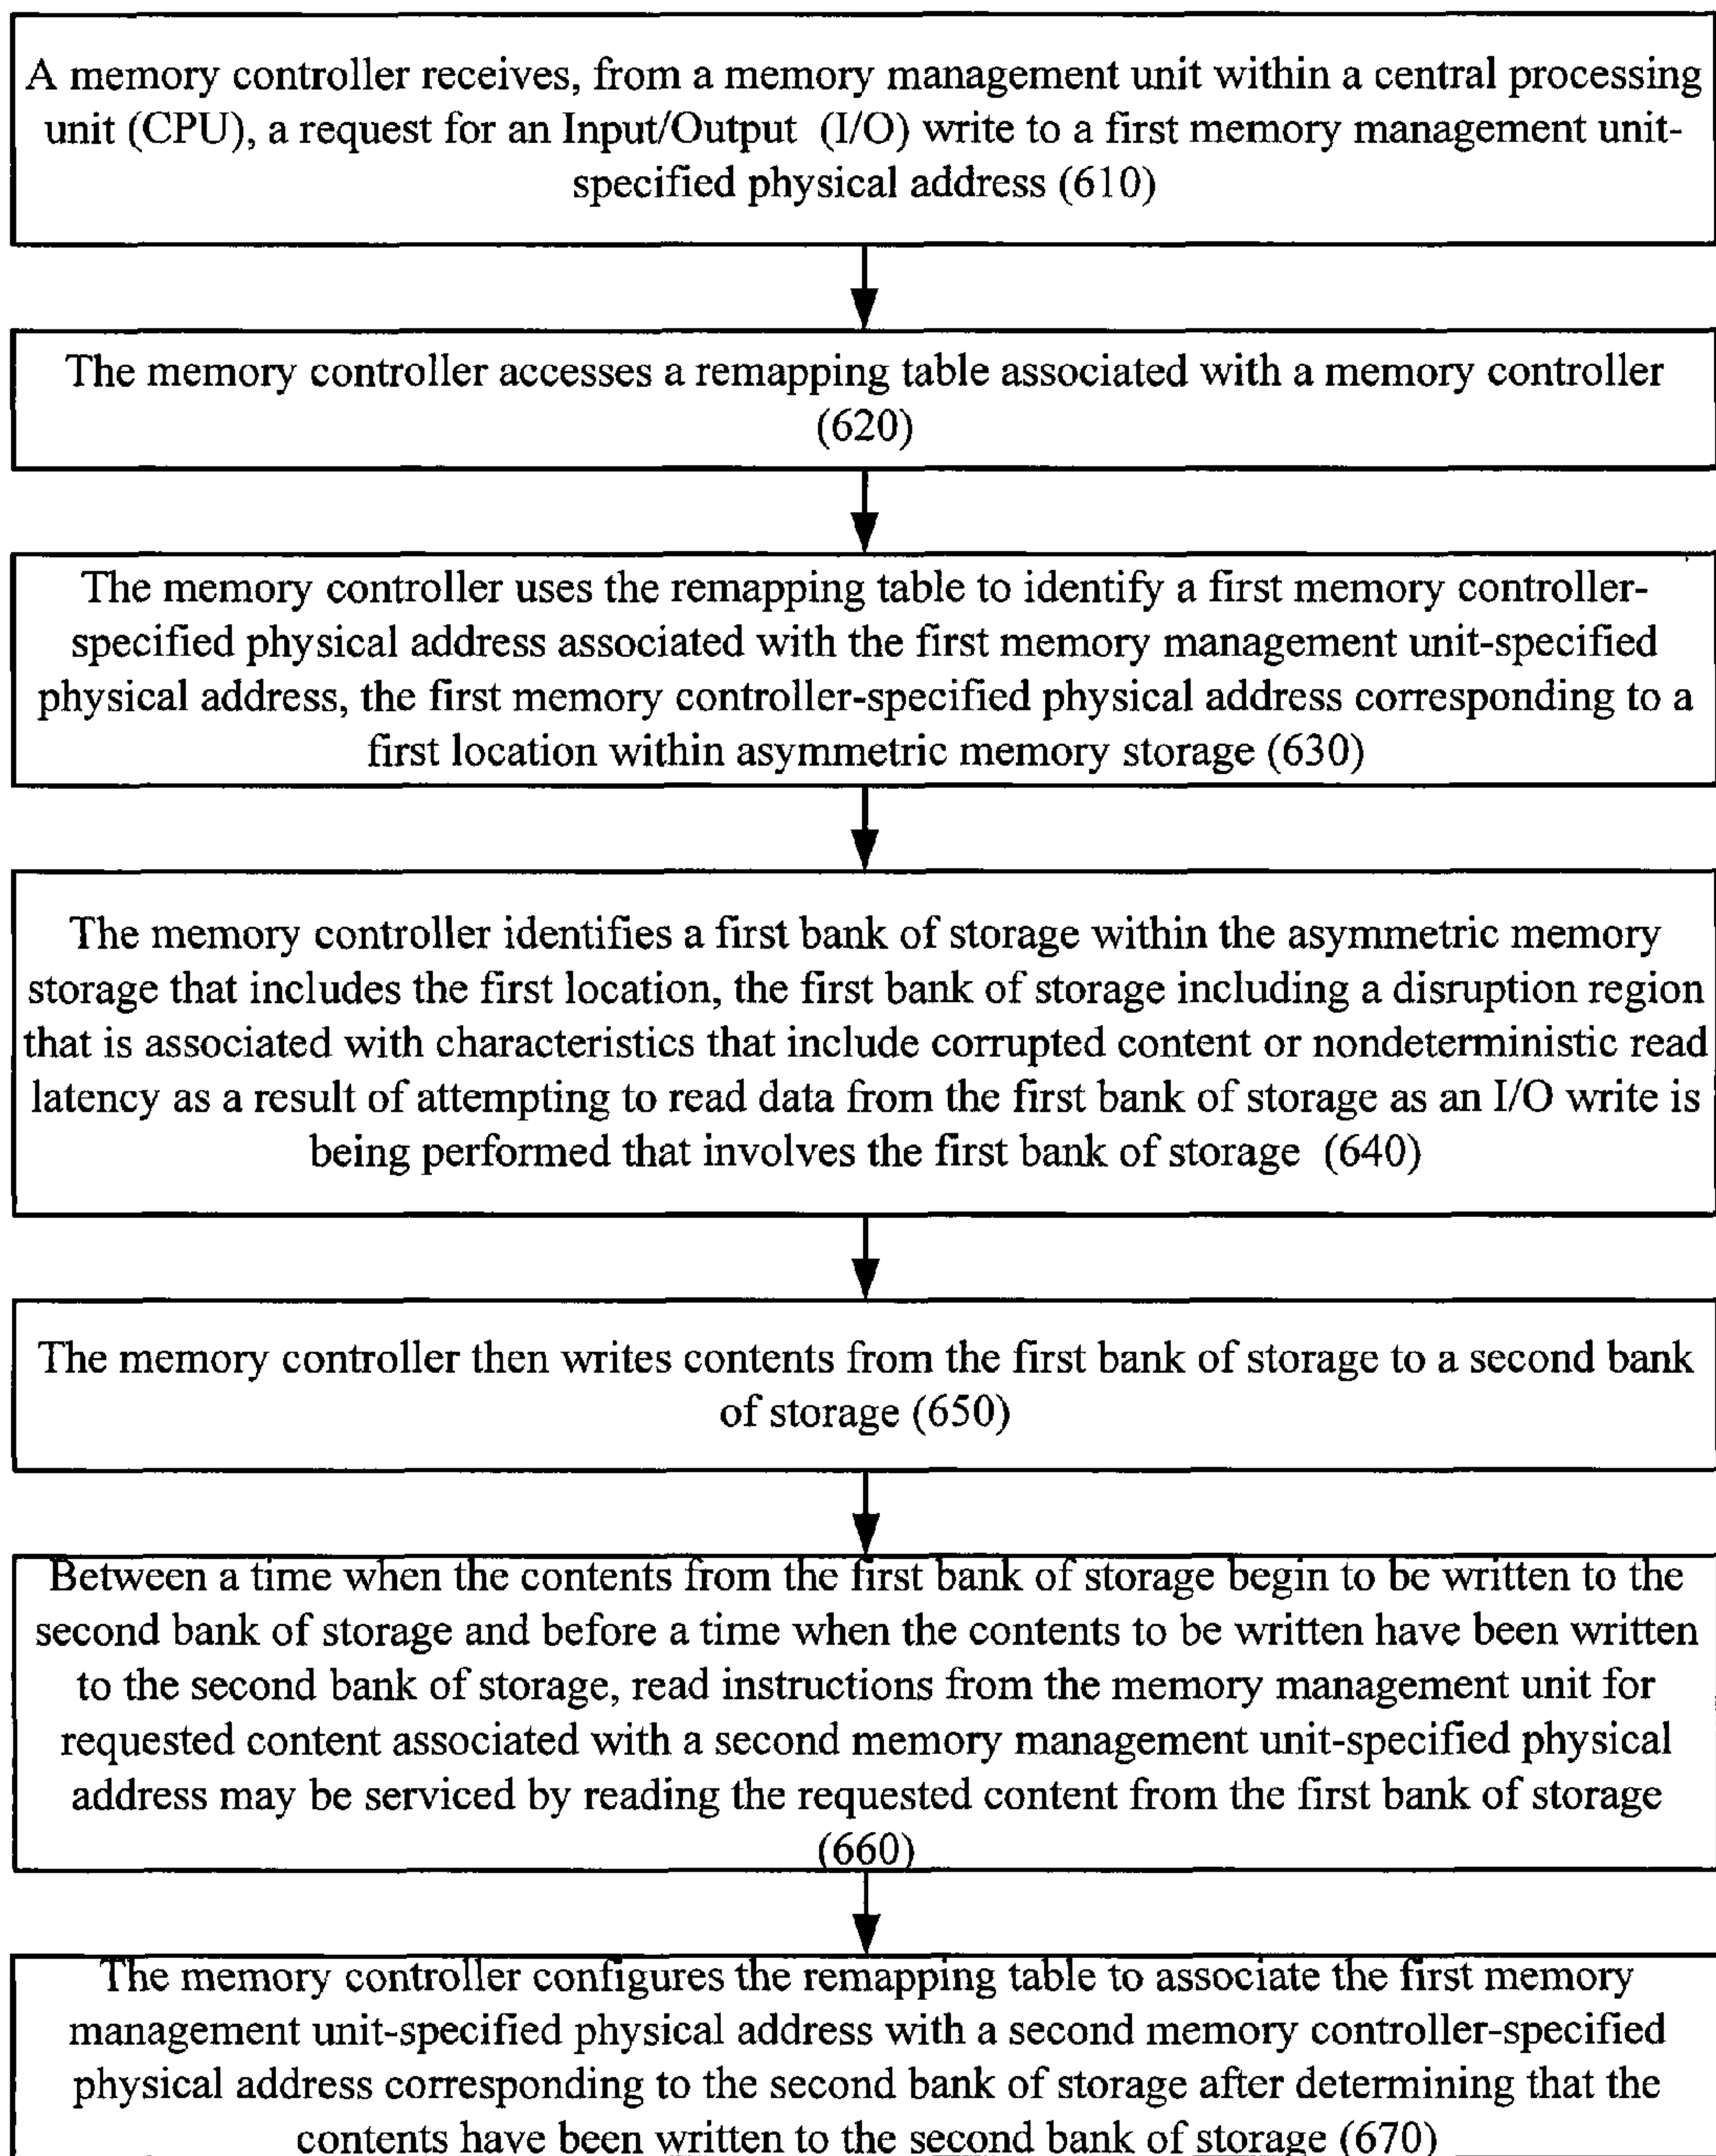 A memory controller receives, from a memory management unit within a central processing
unit (CPU), a request for an Input/Output (I/O) write to a first memory management unit-
specified physical address (610)
The memory controller accesses a remapping table associated with a memory controller
(620)
The memory controller uses the remapping table to identify a first memory controller-
specified physical address associated with the first memory management unit-specified
physical address, the first memory controller-specified physical address corresponding to a
first location within asymmetric memory storage (630)
The memory controller identifies a first bank of storage within the asymmetric memory
storage that includes the first location, the first bank of storage including a disruption region
that is associated with characteristics that include corrupted content or nondeterministic read
latency as a result of attempting to read data from the first bank of storage as an I/O write is
being performed that involves the first bank of storage (640)
The memory controller then writes contents from the first bank of storage to a second bank
of storage (650)
Between a time when the contents from the first bank of storage begin to be written to the
second bank of storage and before a time when the contents to be written have been written
to the second bank of storage, read instructions from the memory management unit for
requested content associated with a second memory management unit-specified physical
address may be serviced by reading the requested content from the first bank of storage
(660)
The memory controller configures the remapping table to associate the first memory
management unit-specified physical address with a second memory controller-specified
physical address corresponding to the second bank of storage after determining that the
contents have been written to the second bank of storage (670)